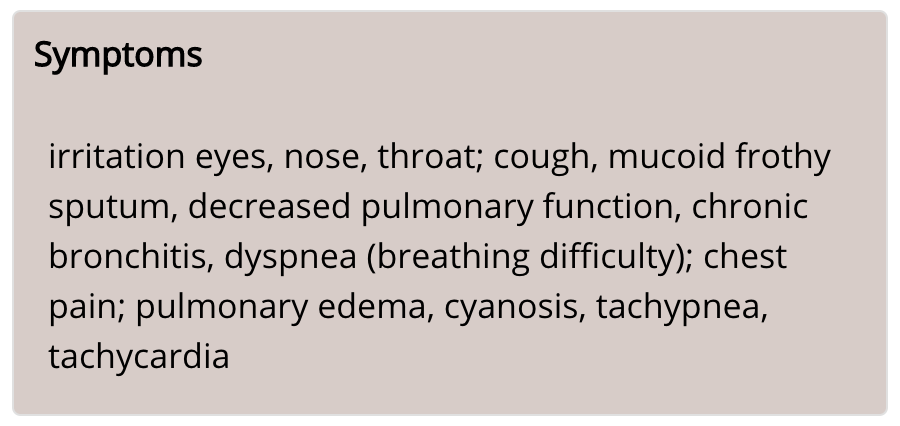 Symptoms
irritation eyes, nose, throat; cough, mucoid frothy
sputum, decreased pulmonary function, chronic
bronchitis, dyspnea (breathing difficulty); chest
pain; pulmonary edema, cyanosis, tachypnea,
tachycardia